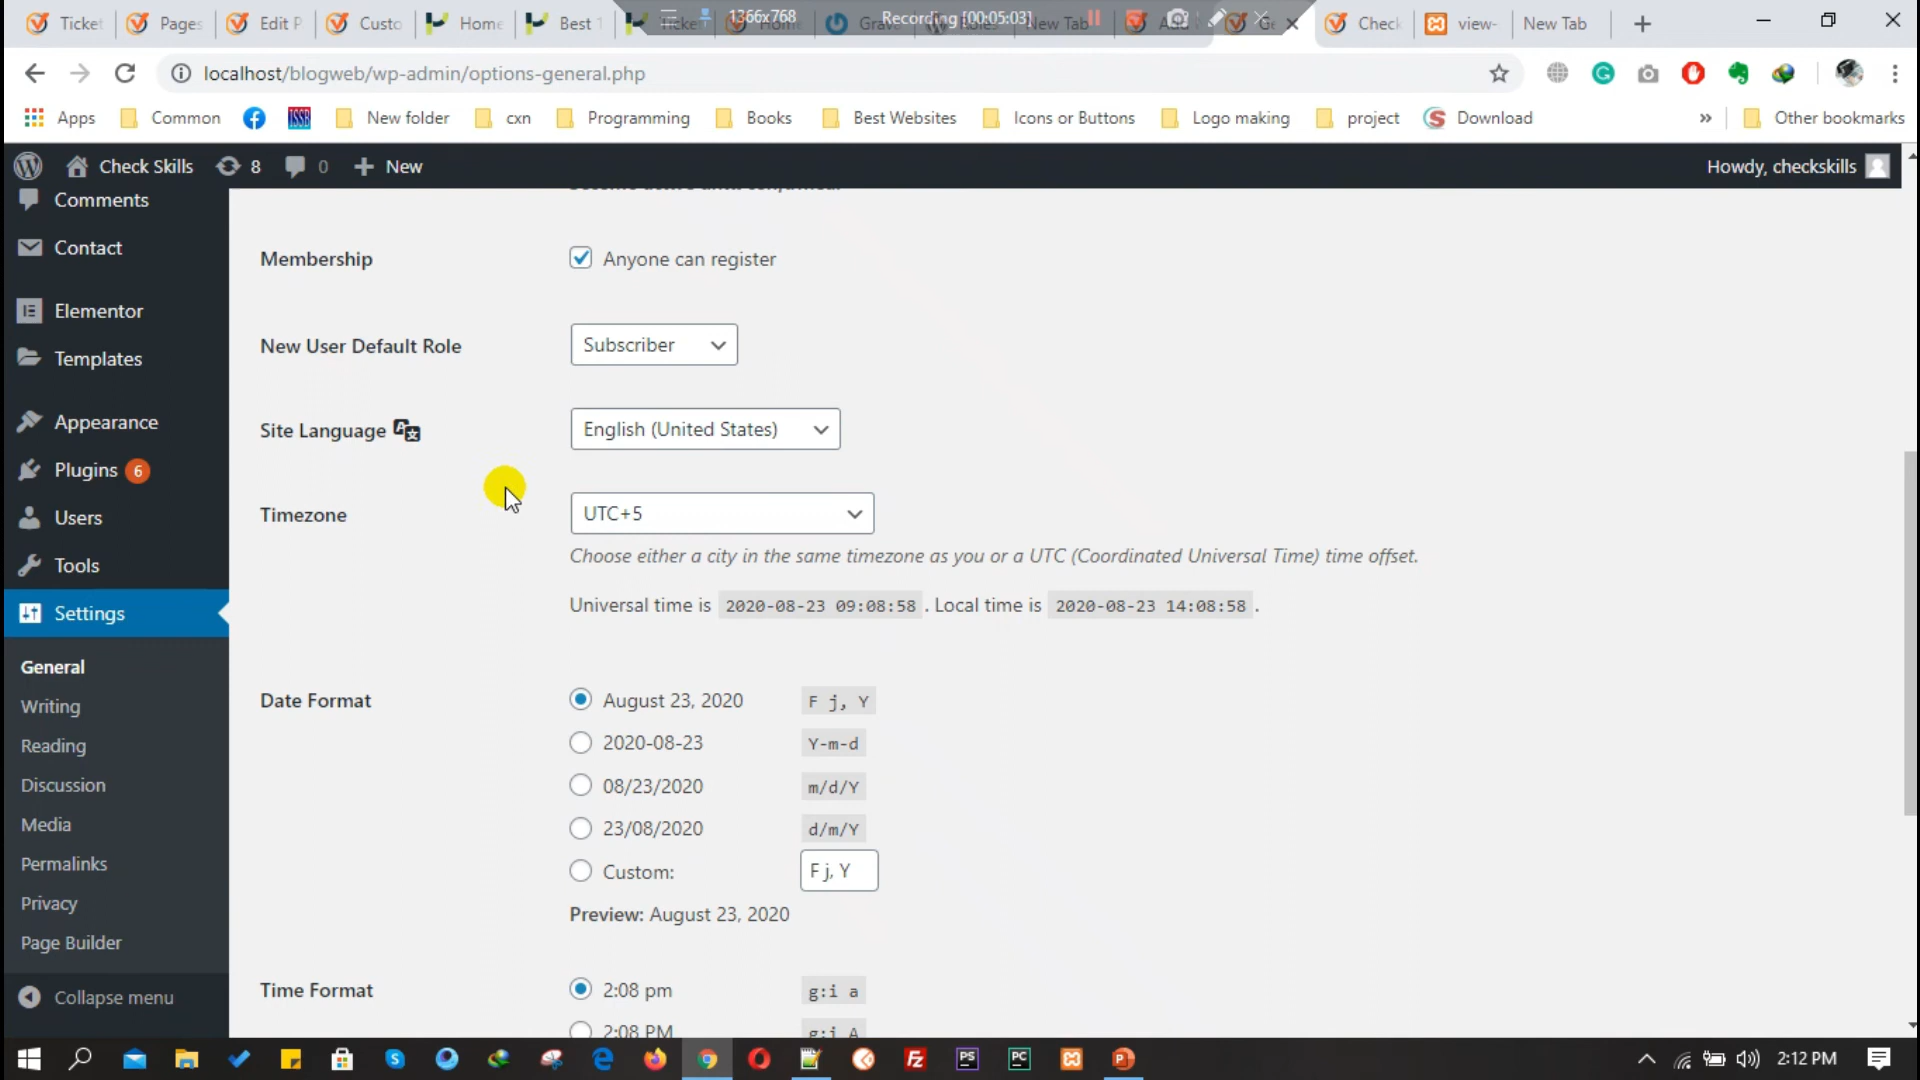 Ticket
Pages
Edit P
Custo
Home
Best 1
Ticke
Home
Grav
Roles
New Tab
Add
Ge
Check
view-
New Tab
1366x768
Recording [00:05:03]
localhost/blogweb/wp-admin/options-general.php
Apps
Common
ISSB
New folder
cxn
Programming
Books
Best Websites
Icons or Buttons
Logo making
project
Download
»
Other bookmarks
Check Skills
8
0
+ New
Howdy, checkskills
Comments
Contact
Elementor
Templates
Appearance
Plugins 6
Users
Tools
Settings
General
Writing
Reading
Discussion
Media
Permalinks
Privacy
Page Builder
Collapse menu
Membership
Anyone can register
New User Default Role
Subscriber
Site Language
English (United States)
Timezone
UTC+5
Choose either a city in the same timezone as you or a UTC (Coordinated Universal Time) time offset.
Universal time is 2020-08-23 09:08:58 . Local time is 2020-08-23 14:08:58 .
Date Format
August 23, 2020 F j, Y
2020-08-23 Y-m-d
08/23/2020 m/d/Y
23/08/2020 d/m/Y
Custom: F j, Y
Preview: August 23, 2020
Time Format
2:08 pm g:i a
2:08 PM g:i A
2:12 PM